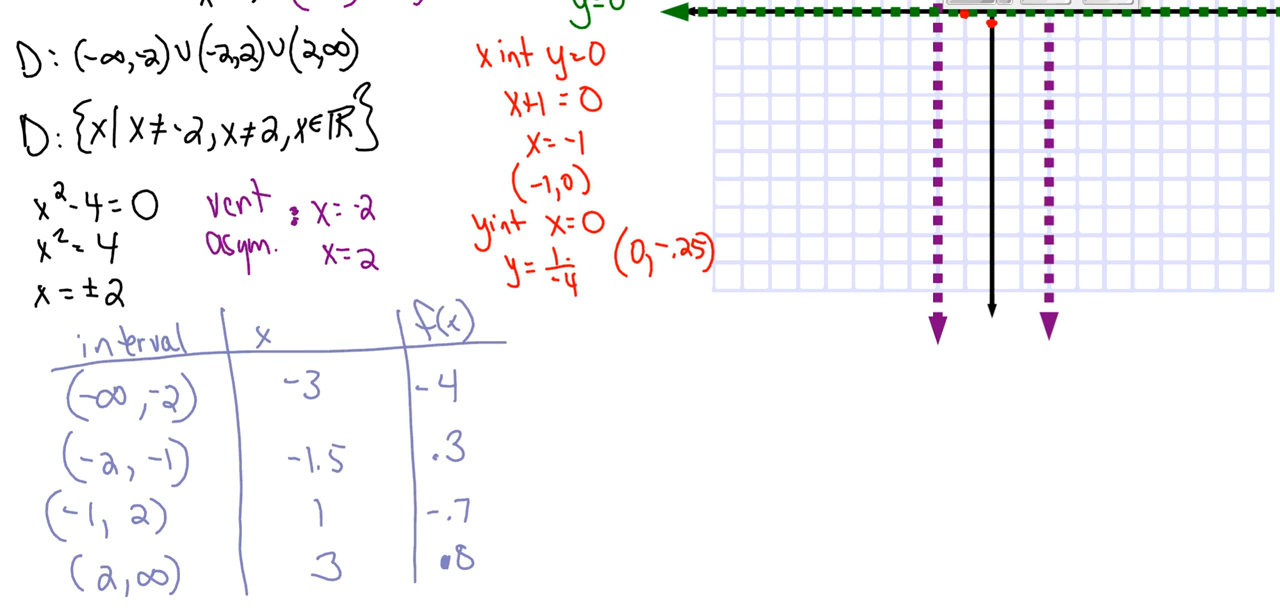 y=0
D: (-∞,-2)∪(-2,2)∪(2,∞)
D: {x| x≠-2, x≠2, x∈ℝ}
x²-4=0
x²=4
x=±2
vert asym. : x=-2
x=2
x int y=0
x+1=0
x=-1
(-1,0)
y int x=0
y=1/-4 (0,-.25)
interval x f(x)
(-∞,-2) -3 -4
(-2,-1) -1.5 .3
(-1,2) 1 -.7
(2,∞) 3 .8